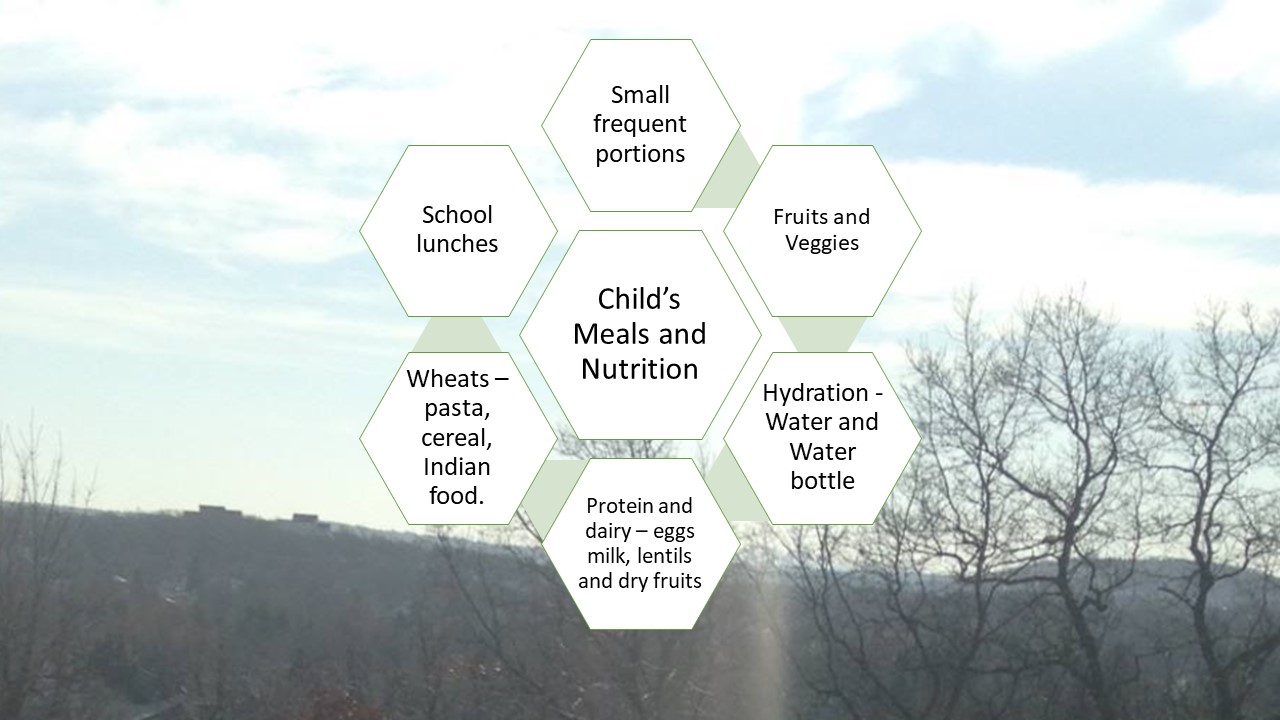 Small
frequent
portions
Fruits and
Veggies
Hydration -
Water and
Water
bottle
Protein and
dairy – eggs
milk, lentils
and dry fruits
Wheats –
pasta,
cereal,
Indian
food.
School
lunches
Child’s
Meals and
Nutrition